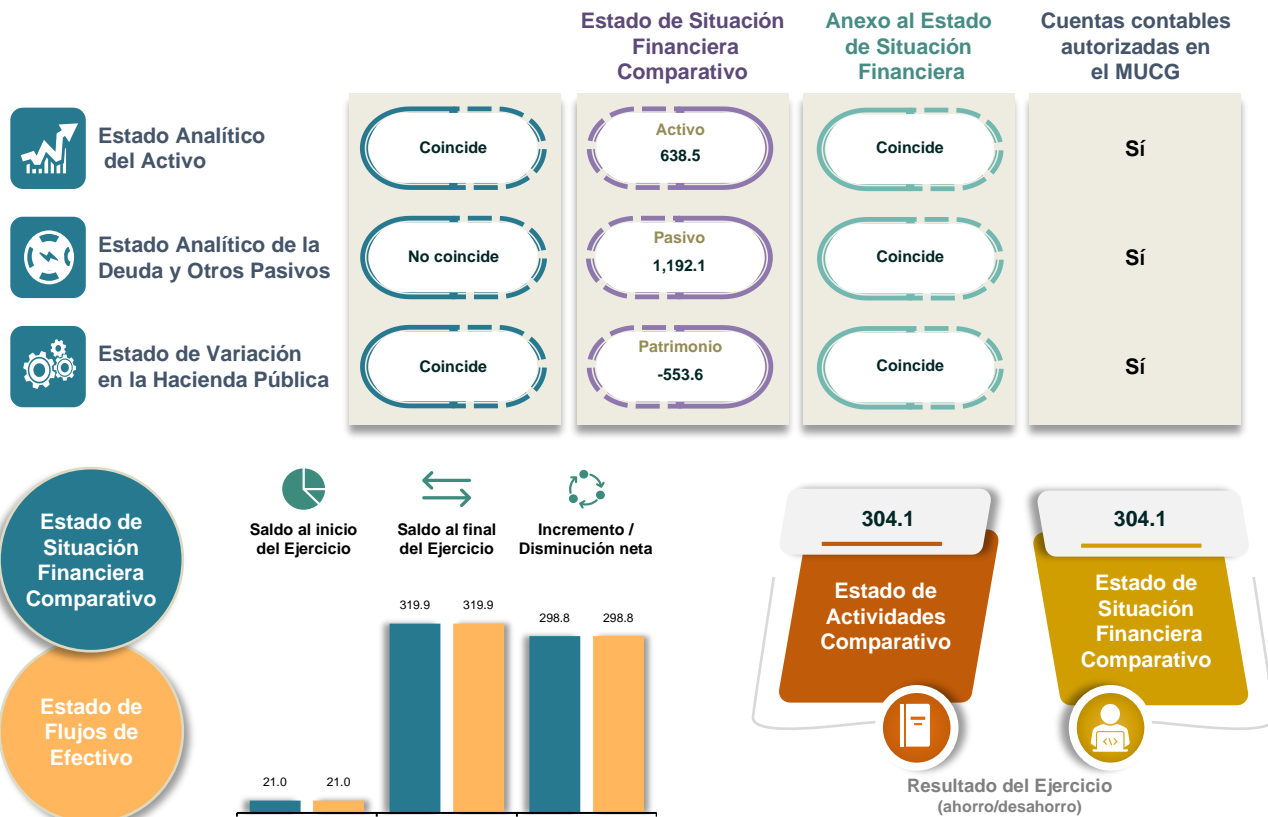 Estado de Situación
Financiera
Comparativo
Anexo al Estado
de Situación
Financiera
Cuentas contables
autorizadas en
el MUCG
Estado Analítico
del Activo
Coincide
Activo
638.5
Coincide
Sí
Estado Analítico de la
Deuda y Otros Pasivos
No coincide
Pasivo
1,192.1
Coincide
Sí
Estado de Variación
en la Hacienda Pública
Coincide
Patrimonio
-553.6
Coincide
Sí
Estado de
Situación
Financiera
Comparativo
Estado de
Flujos de
Efectivo
Saldo al inicio
del Ejercicio
Saldo al final
del Ejercicio
Incremento /
Disminución neta
21.0
21.0
319.9
319.9
298.8
298.8
304.1
Estado de
Actividades
Comparativo
304.1
Estado de
Situación
Financiera
Comparativo
Resultado del Ejercicio
(ahorro/desahorro)